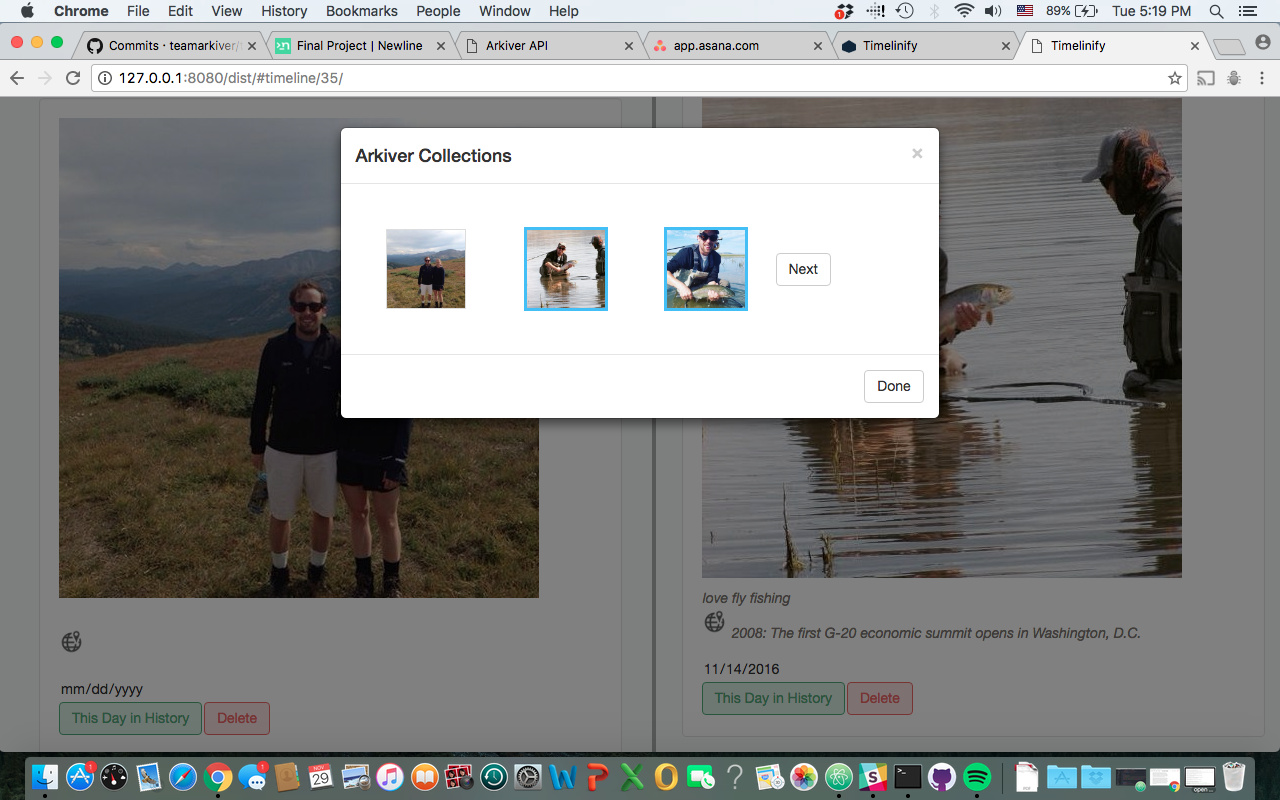 Chrome File Edit View History Bookmarks People Window Help 89% Tue 5:19 PM
Commits · teamarkiver/ Final Project | Newline Arkiver API app.asana.com Timelinify Timelinify
127.0.0.1:8080/dist/#timeline/35/
Arkiver Collections ×
Next
Done
love fly fishing
2008: The first G-20 economic summit opens in Washington, D.C.
11/14/2016
This Day in History Delete
mm/dd/yyyy
This Day in History Delete
NOV
29